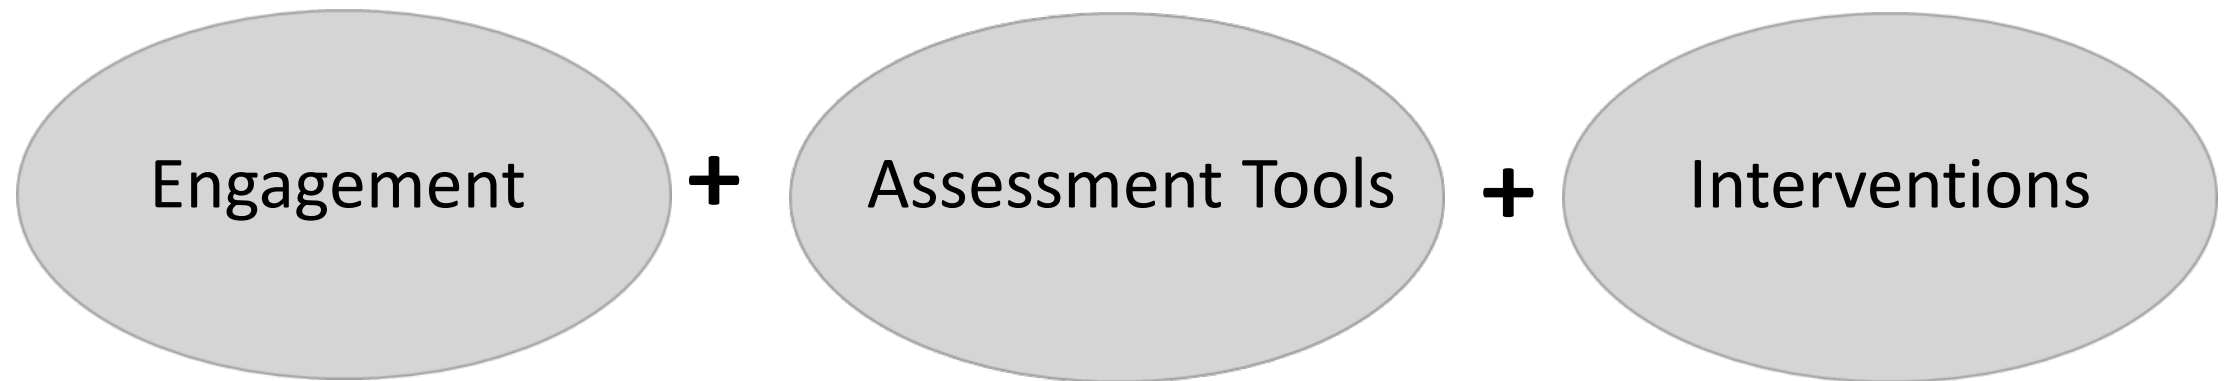 Engagement + Assessment Tools + Interventions